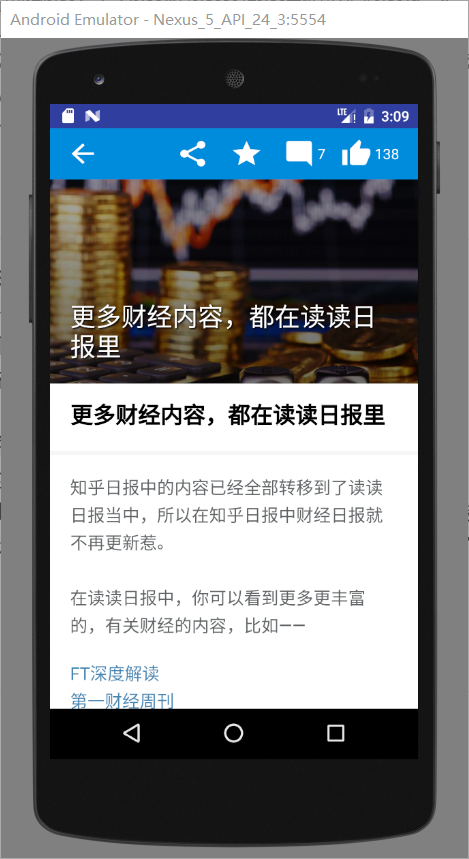 Android Emulator - Nexus_5_API_24_3:5554
LTE
3:09
7
138
更多财经内容，都在读读日
报里
更多财经内容，都在读读日报里
知乎日报中的内容已经全部转移到了读读
日报当中，所以在知乎日报中财经日报就
不再更新惹。
在读读日报中，你可以看到更多更丰富
的，有关财经的内容，比如——
FT深度解读
第一财经周刊